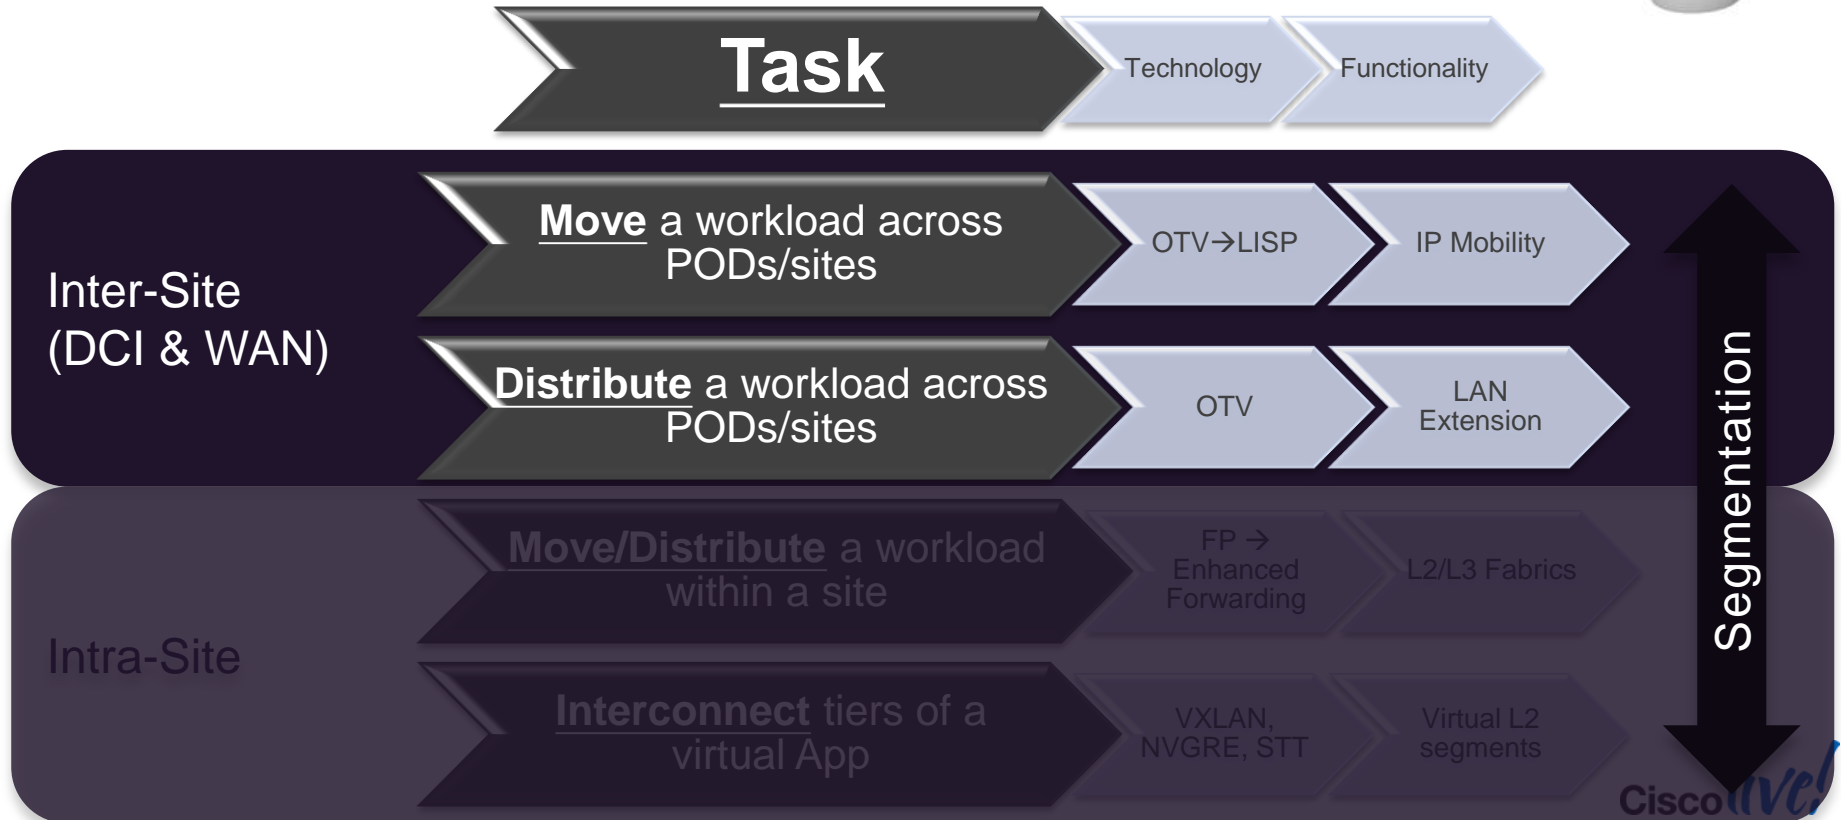 Task
Technology
Functionality
Inter-Site
(DCI & WAN)
Move a workload across
PODs/sites
OTV→LISP
IP Mobility
Distribute a workload across
PODs/sites
OTV
LAN
Extension
Intra-Site
Move/Distribute a workload
within a site
FP →
Enhanced
Forwarding
L2/L3 Fabrics
Interconnect tiers of a
virtual App
VXLAN,
NVGRE, STT
Virtual L2
segments
Segmentation
Cisco live!